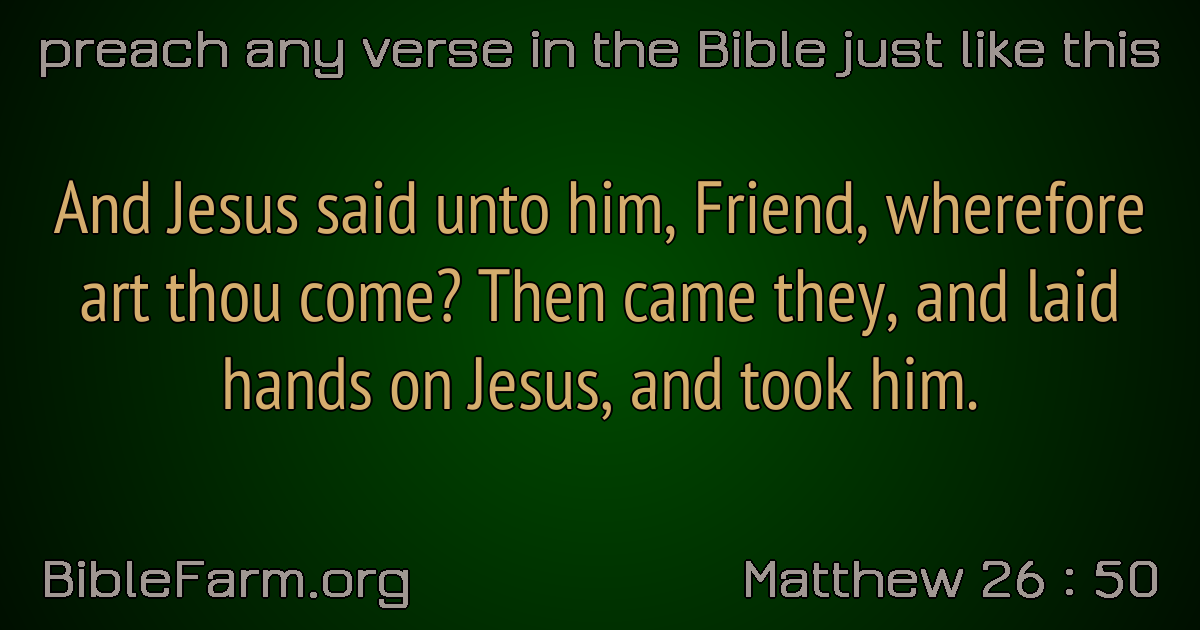 preach any verse in the Bible just like this
And Jesus said unto him, Friend, wherefore
art thou come? Then came they, and laid
hands on Jesus, and took him.
BibleFarm.org
Matthew 26 : 50